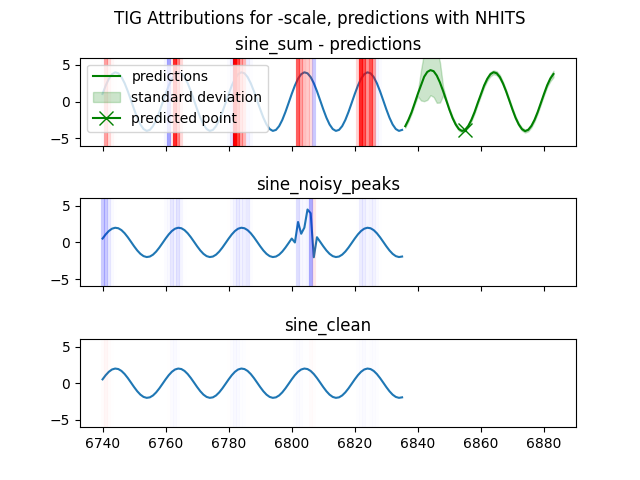 TIG Attributions for -scale, predictions with NHITS
sine_sum - predictions
5
0
−5
predictions
standard deviation
predicted point
sine_noisy_peaks
5
0
−5
sine_clean
5
0
−5
6740 6760 6780 6800 6820 6840 6860 6880